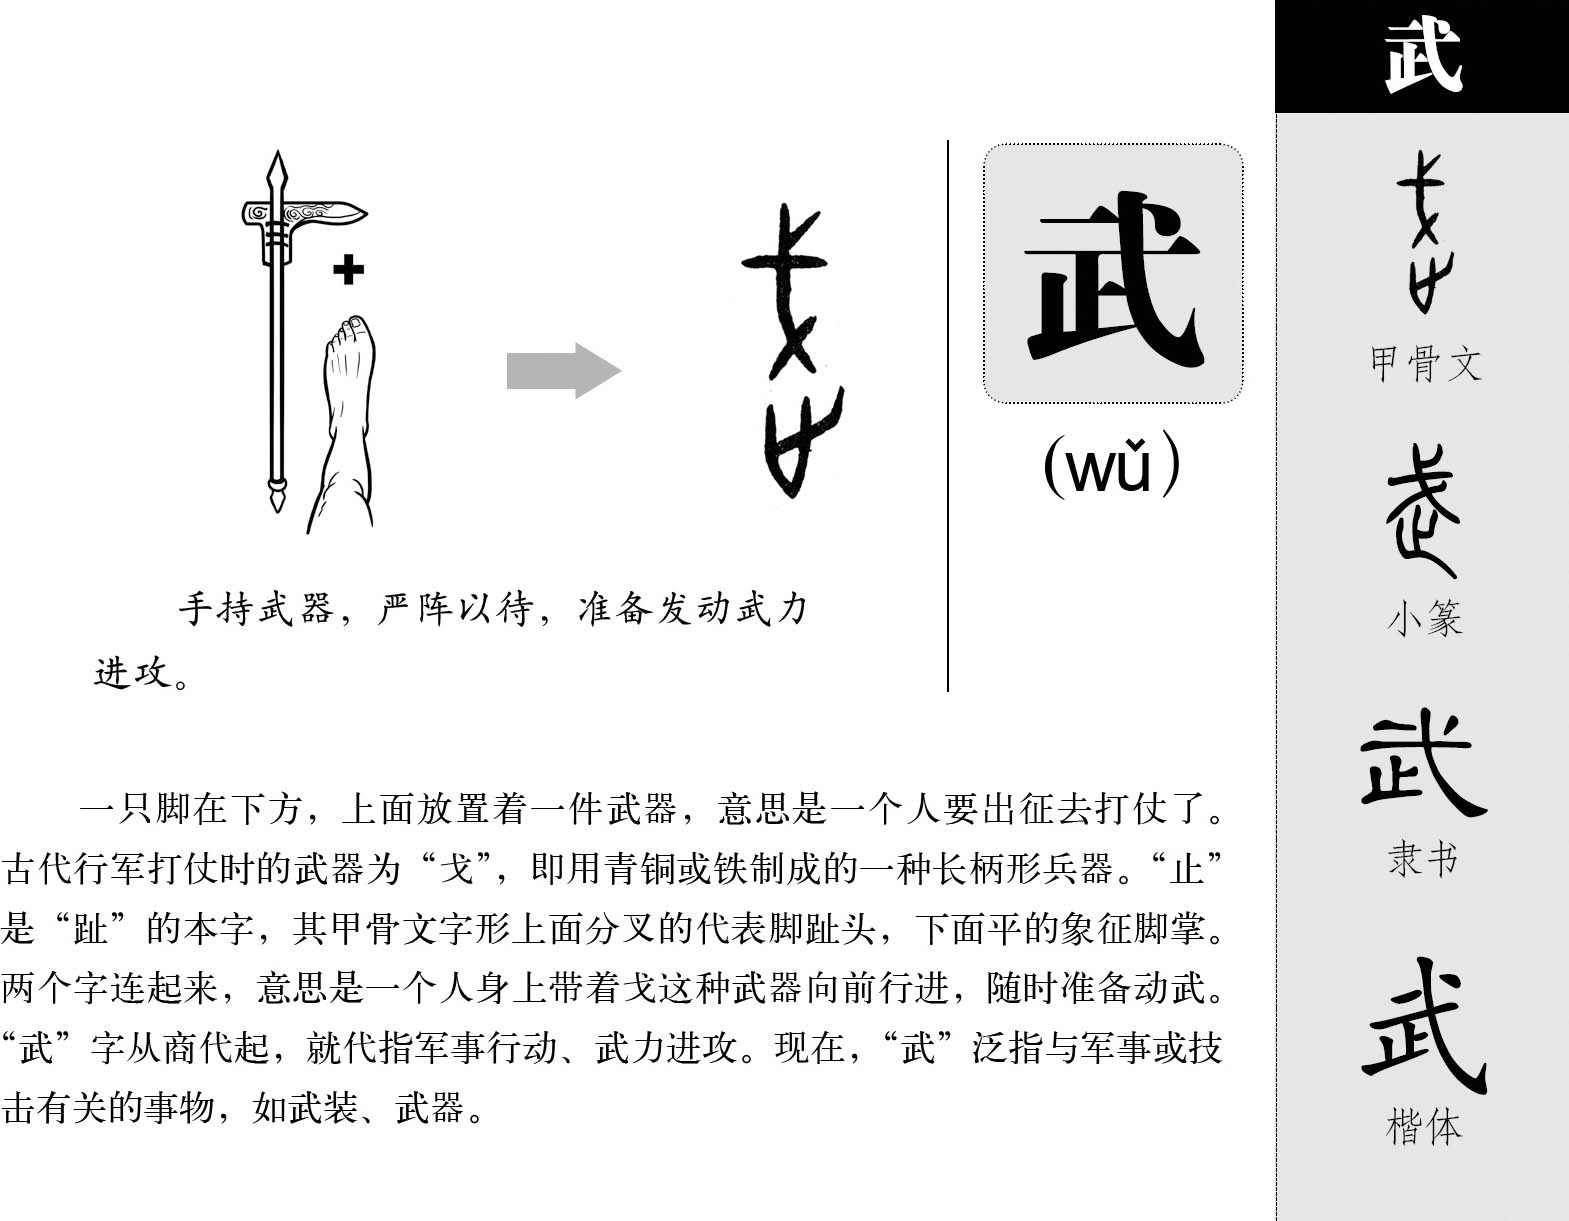 武
(wǔ)
手持武器，严阵以待，准备发动武力
进攻。
一只脚在下方，上面放置着一件武器，意思是一个人要出征去打仗了。
古代行军打仗时的武器为“戈”，即用青铜或铁制成的一种长柄形兵器。“止”
是“趾”的本字，其甲骨文字形上面分叉的代表脚趾头，下面平的象征脚掌。
两个字连起来，意思是一个人身上带着戈这种武器向前行进，随时准备动武。
“武”字从商代起，就代指军事行动、武力进攻。现在，“武”泛指与军事或技
击有关的事物，如武装、武器。
武
甲骨文
武
小篆
武
隶书
武
楷体